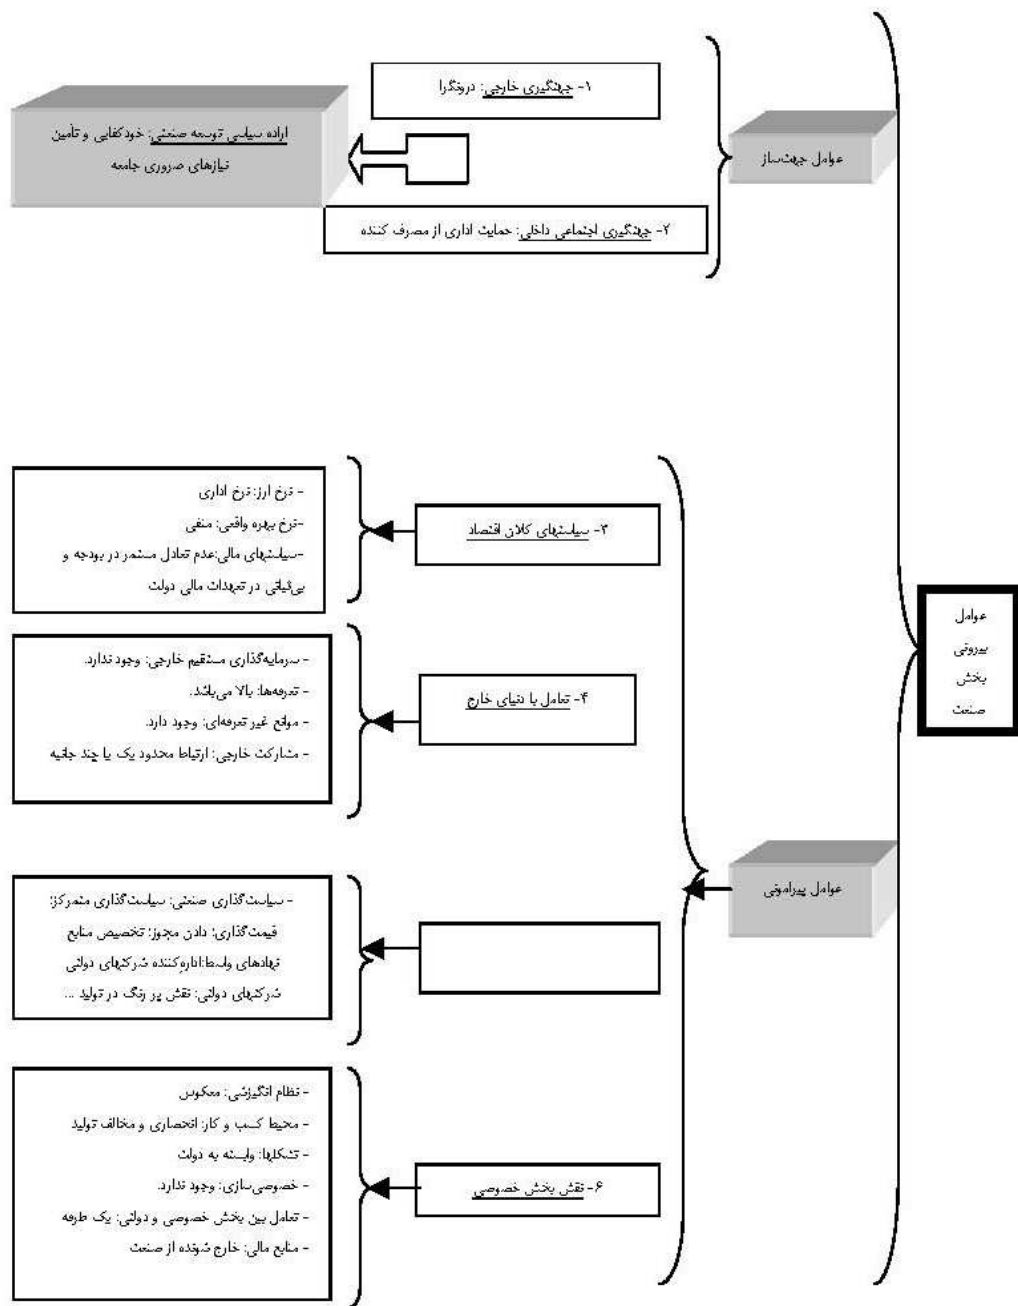 ۱- جهتگیری خارجی: درونگرا
اراده سیاسی توسعه صنعتی: خودکفایی و تأمین
نیازهای ضروری جامعه
عوامل جهت‌ساز
۲- جهتگیری اجتماعی داخلی: حمایت اداری از مصرف کننده
عوامل
بیرونی
بخش
صنعت
۳- سیاستهای کلان اقتصاد
- نرخ ارز: نرخ اداری
-نرخ بهره واقعی: منفی
-سیاستهای مالی:عدم تعادل مستمر در بودجه و
بی‌ثباتی در تعهدات مالی دولت
۴- تعامل با دنیای خارج
- سرمایه‌گذاری مستقیم خارجی: وجود ندارد.
- تعرفه‌ها: بالا می‌باشد.
- موانع غیر تعرفه‌ای: وجود دارد.
- مشارکت خارجی: ارتباط محدود یک یا چند جانبه
عوامل پیرامونی
- سیاست‌گذاری صنعتی: سیاست‌گذاری متمرکز؛
قیمت‌گذاری؛ دادن مجوز؛ تخصیص منابع
نهادهای واسط:اداره‌کننده شرکتهای دولتی
شرکتهای دولتی: نقش پر رنگ در تولید ...
۶- نقش بخش خصوصی
- نظام انگیزشی: معکوس
- محیط کسب و کار: انحصاری و مخالف تولید
- تشکلها: وابسته به دولت
- خصوصی‌سازی: وجود ندارد.
- تعامل بین بخش خصوصی و دولتی: یک طرفه
- منابع مالی: خارج شونده از صنعت